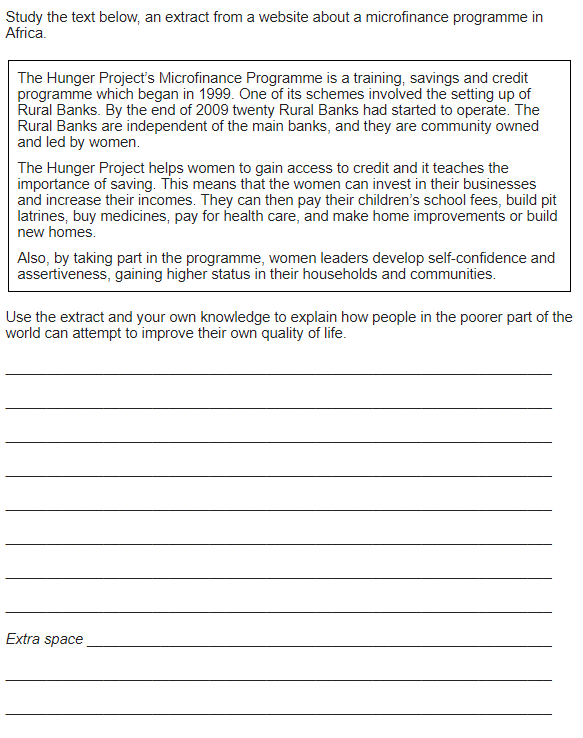 Study the text below, an extract from a website about a microfinance programme in
Africa.
The Hunger Project's Microfinance Programme is a training, savings and credit
programme which began in 1999. One of its schemes involved the setting up of
Rural Banks. By the end of 2009 twenty Rural Banks had started to operate. The
Rural Banks are independent of the main banks, and they are community owned
and led by women.
The Hunger Project helps women to gain access to credit and it teaches the
importance of saving. This means that the women can invest in their businesses
and increase their incomes. They can then pay their children's school fees, build pit
latrines, buy medicines, pay for health care, and make home improvements or build
new homes.
Also, by taking part in the programme, women leaders develop self-confidence and
assertiveness, gaining higher status in their households and communities.
Use the extract and your own knowledge to explain how people in the poorer part of the
world can attempt to improve their own quality of life.
Extra space